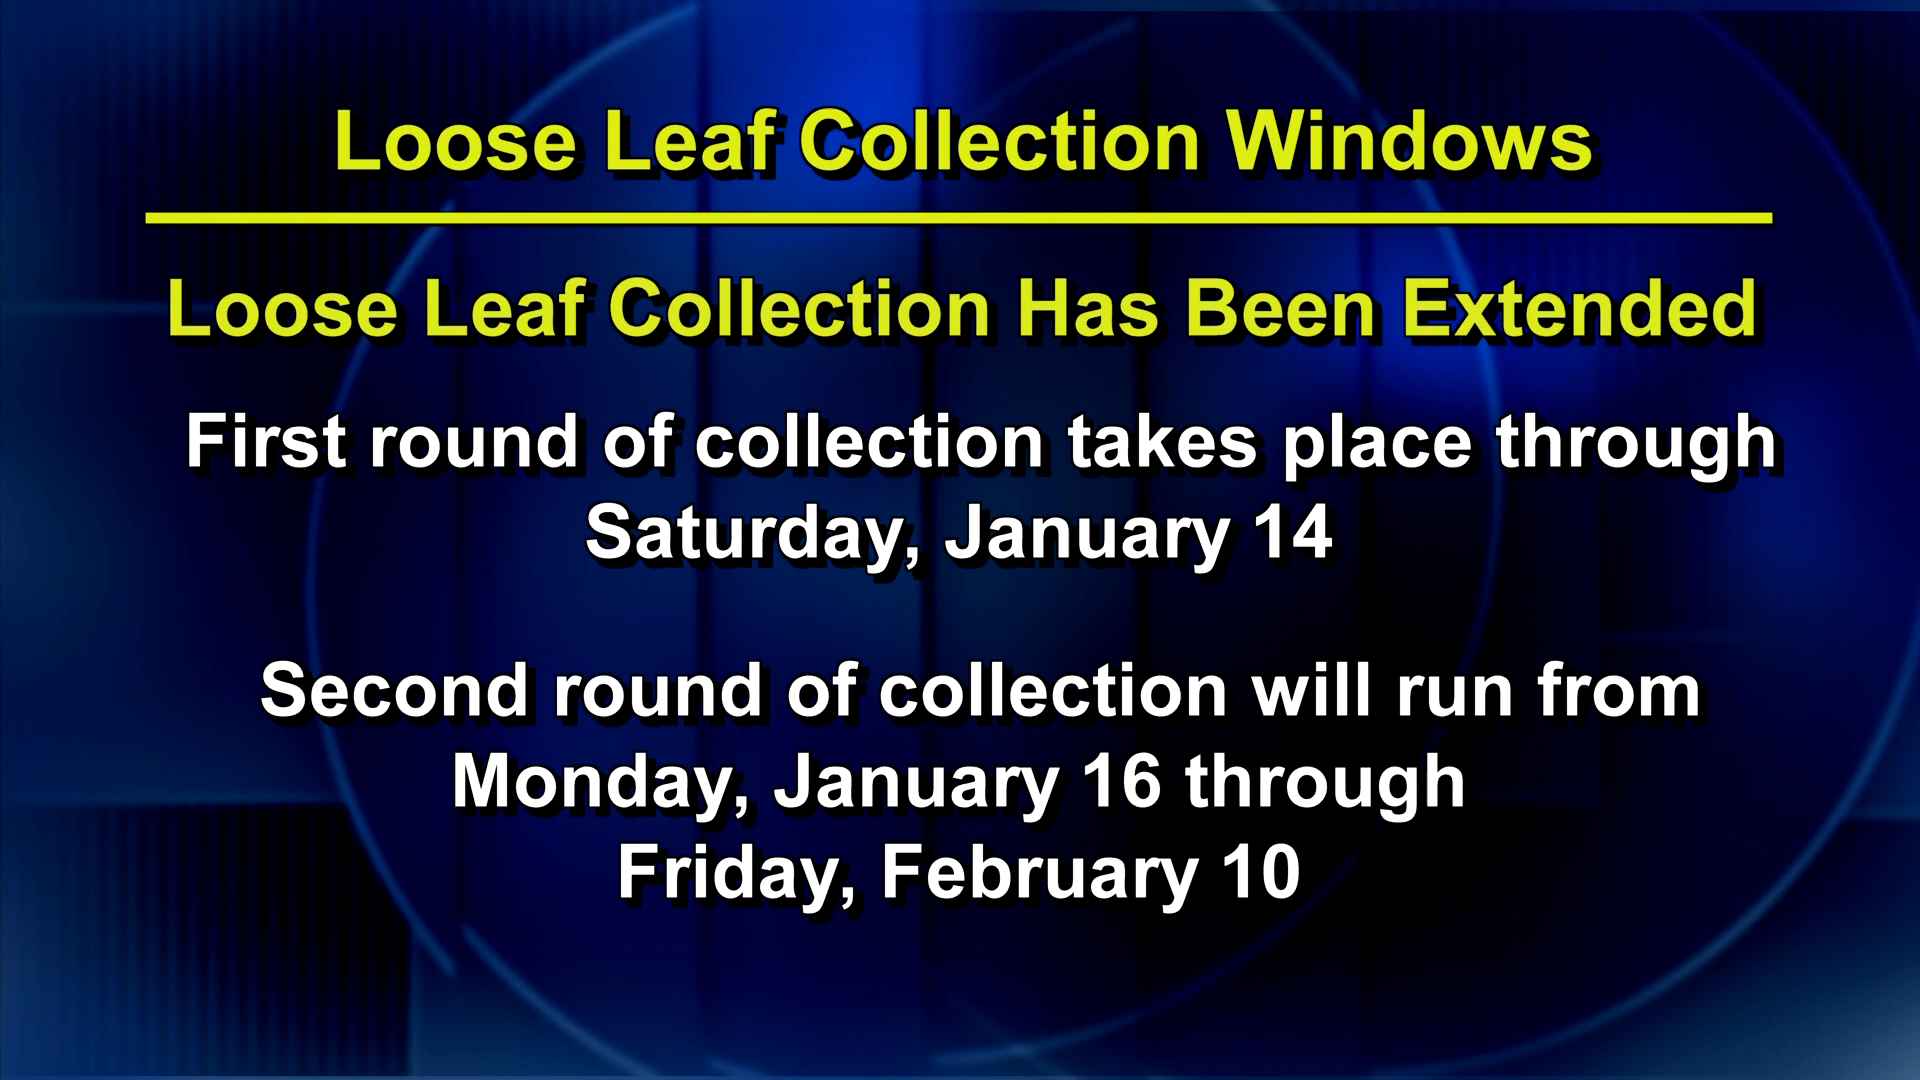 Loose Leaf Collection Windows
Loose Leaf Collection Has Been Extended
First round of collection takes place through
Saturday, January 14
Second round of collection will run from
Monday, January 16 through
Friday, February 10